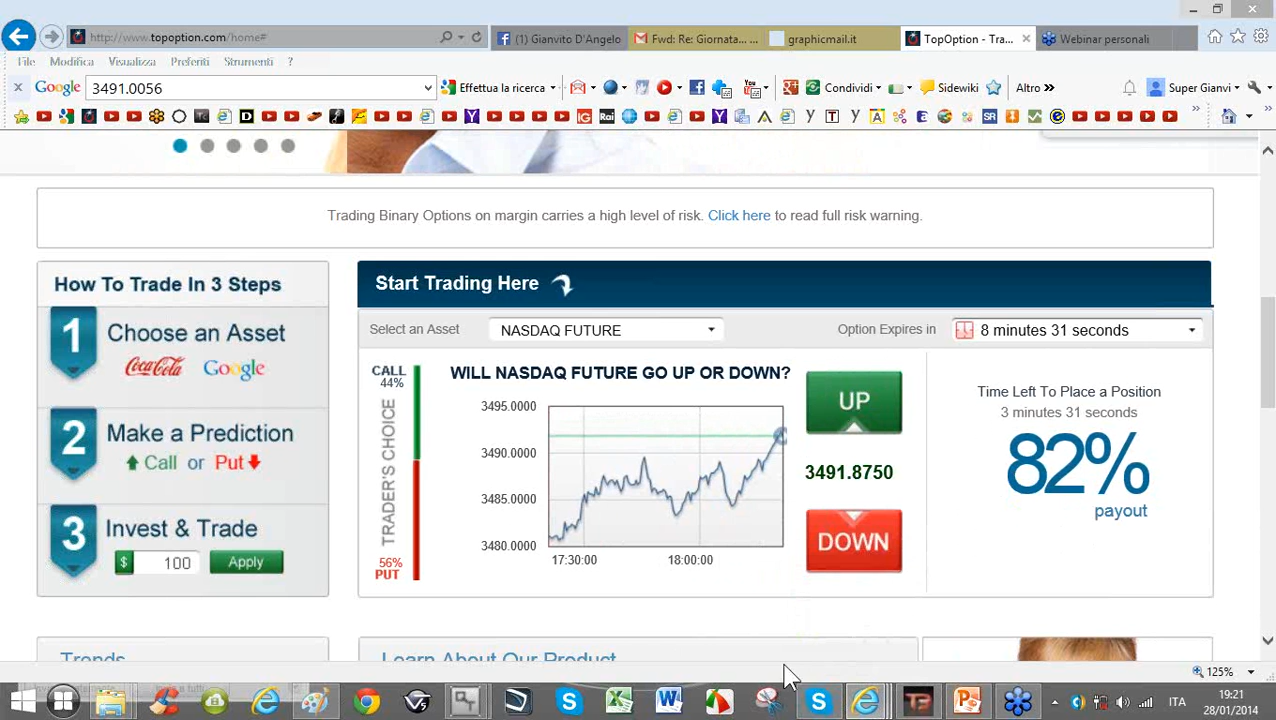 http://www.topoption.com/home#
(1) Gianvito D'Angelo
Fwd: Re: Giornata... ...
graphicmail.it
TopOption - Tra...
Webinar personali
File Modifica Visualizza Preferiti Strumenti ?
Google 3491.0056 Effettua la ricerca Condividi Sidewiki Altro Super Gianvi
Trading Binary Options on margin carries a high level of risk. Click here to read full risk warning.
How To Trade In 3 Steps
1 Choose an Asset
Coca-Cola Google
2 Make a Prediction
Call or Put
3 Invest & Trade
$ 100 Apply
Start Trading Here
Select an Asset NASDAQ FUTURE Option Expires in 8 minutes 31 seconds
CALL
44%
TRADER'S CHOICE
56%
PUT
WILL NASDAQ FUTURE GO UP OR DOWN?
3495.0000
3490.0000
3485.0000
3480.0000
17:30:00 18:00:00
UP
3491.8750
DOWN
Time Left To Place a Position
3 minutes 31 seconds
82%
payout
Trends
Learn About Our Product
125%
ITA
19:21
28/01/2014